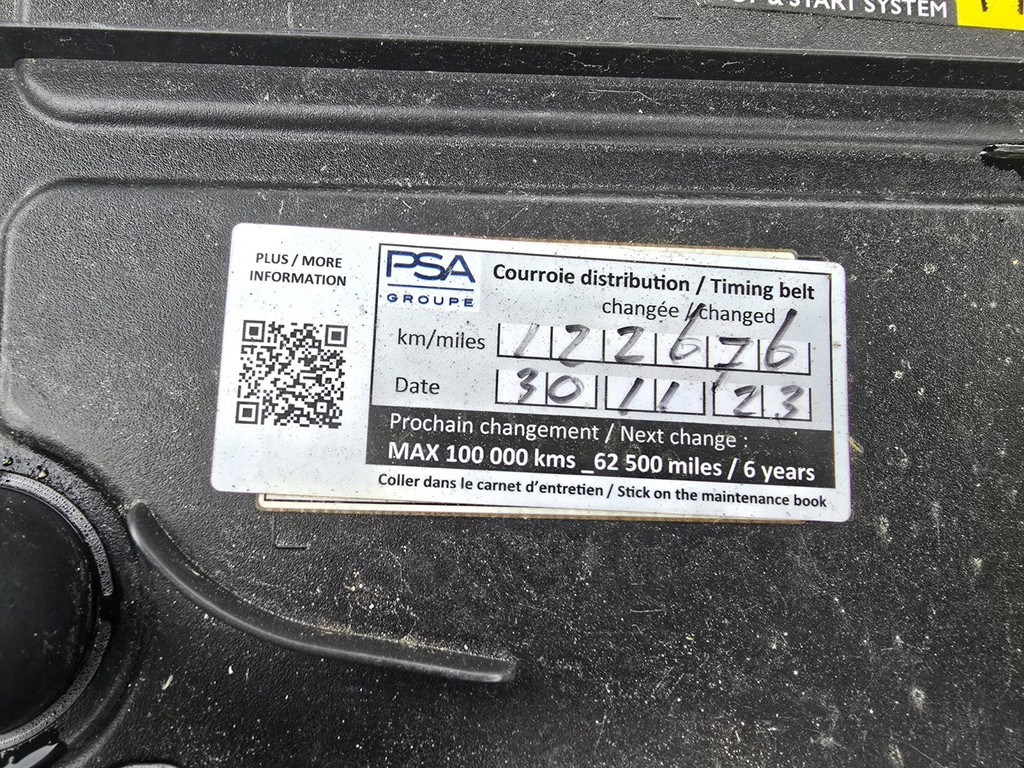 & START SYSTEM
PLUS / MORE
INFORMATION
PSA
GROUPE
Courroie distribution / Timing belt
changée / changed
km/miles 122676
Date 30 11 23
Prochain changement / Next change :
MAX 100 000 kms _62 500 miles / 6 years
Coller dans le carnet d'entretien / Stick on the maintenance book